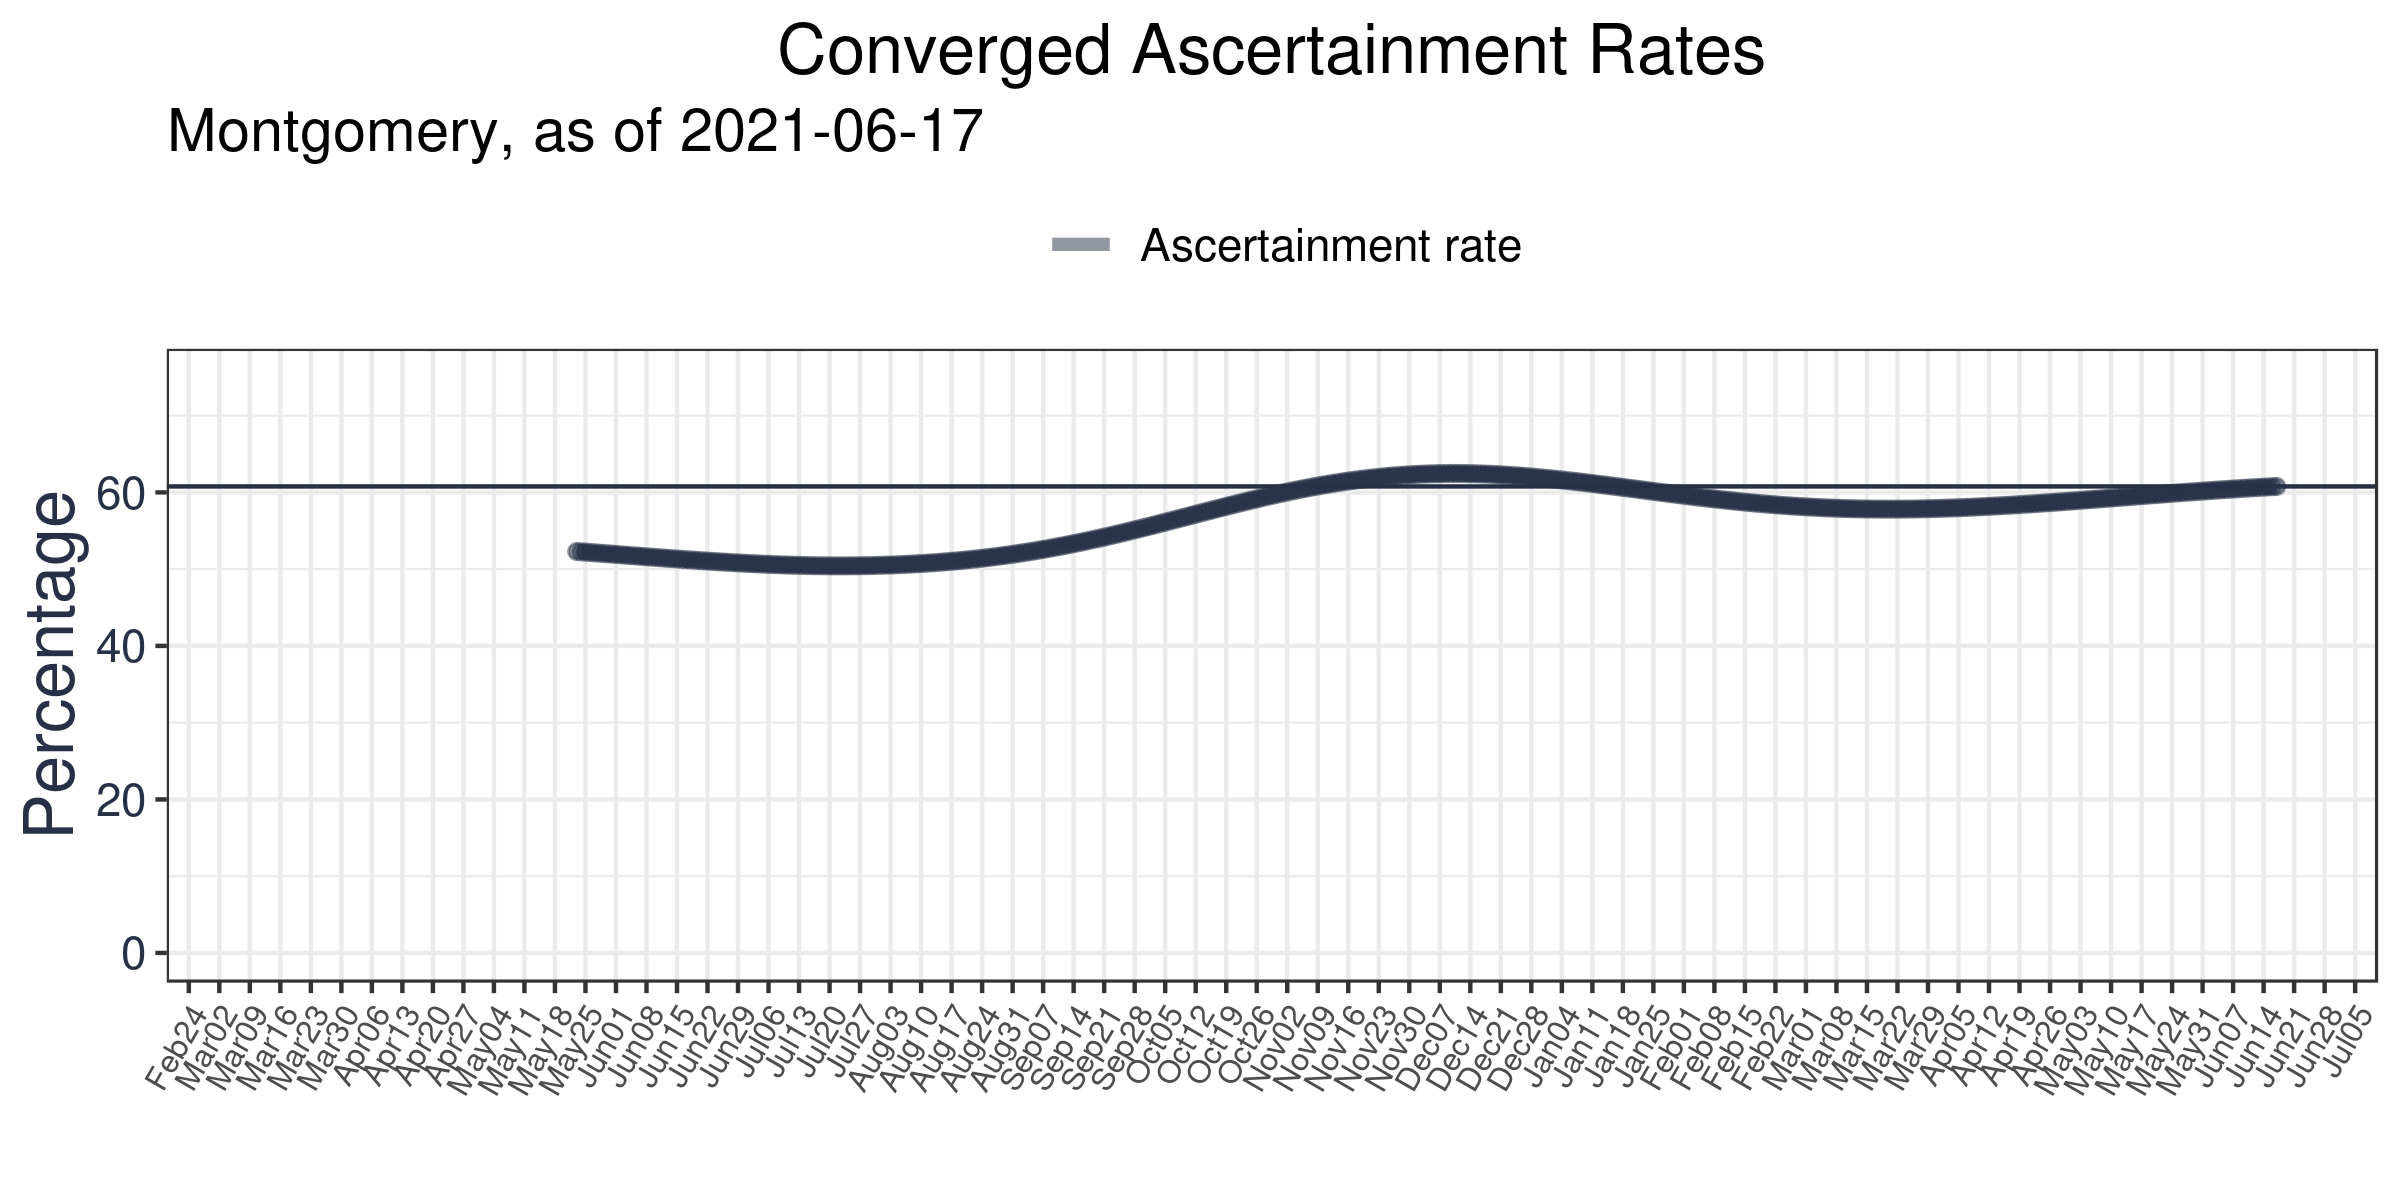 Converged Ascertainment Rates
Montgomery, as of 2021-06-17
Ascertainment rate
Percentage
60
40
20
0
Feb24
Mar02
Mar09
Mar16
Mar23
Mar30
Apr06
Apr13
Apr20
Apr27
May04
May11
May18
May25
Jun01
Jun08
Jun15
Jun22
Jun29
Jul06
Jul13
Jul20
Jul27
Aug03
Aug10
Aug17
Aug24
Aug31
Sep07
Sep14
Sep21
Sep28
Oct05
Oct12
Oct19
Oct26
Nov02
Nov09
Nov16
Nov23
Nov30
Dec07
Dec14
Dec21
Dec28
Jan04
Jan11
Jan18
Jan25
Feb01
Feb08
Feb15
Feb22
Mar01
Mar08
Mar15
Mar22
Mar29
Apr05
Apr12
Apr19
Apr26
May03
May10
May17
May24
May31
Jun07
Jun14
Jun21
Jun28
Jul05